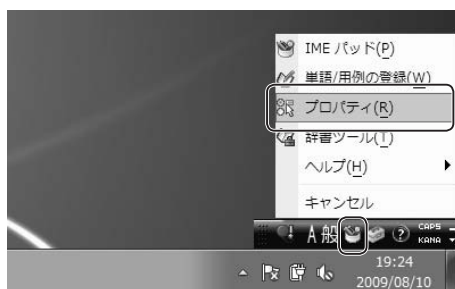 IME パッド(P)
単語/用例の登録(W)
プロパティ(R)
辞書ツール(T)
ヘルプ(H)
キャンセル
A 般 CAPS
KANA
19:24
2009/08/10